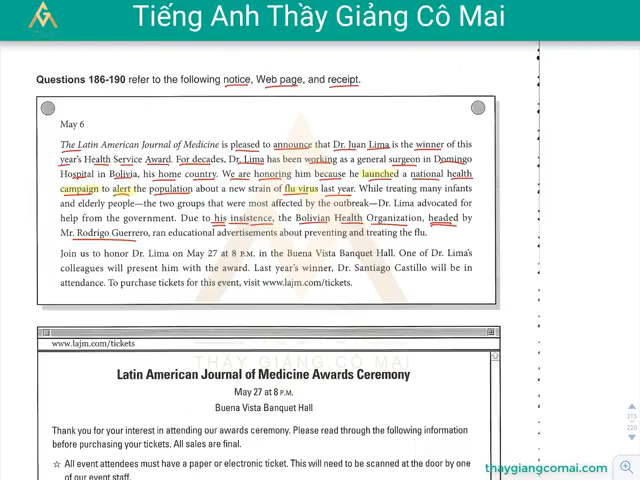 Tiếng Anh Thầy Giảng Cô Mai
Questions 186-190 refer to the following notice, Web page, and receipt.
May 6
The Latin American Journal of Medicine is pleased to announce that Dr. Juan Lima is the winner of this
year's Health Service Award. For decades, Dr. Lima has been working as a general surgeon in Domingo
Hospital in Bolivia, his home country. We are honoring him because he launched a national health
campaign to alert the population about a new strain of flu virus last year. While treating many infants
and elderly people—the two groups that were most affected by the outbreak—Dr. Lima advocated for
help from the government. Due to his insistence, the Bolivian Health Organization, headed by
Mr. Rodrigo Guerrero, ran educational advertisements about preventing and treating the flu.
Join us to honor Dr. Lima on May 27 at 8 P.M. in the Buena Vista Banquet Hall. One of Dr. Lima's
colleagues will present him with the award. Last year's winner, Dr. Santiago Castillo will be in
attendance. To purchase tickets for this event, visit www.lajm.com/tickets.
www.lajm.com/tickets
THẦY GIẢNG CÔ MAI
Latin American Journal of Medicine Awards Ceremony
May 27 at 8 P.M.
Buena Vista Banquet Hall
Thank you for your interest in attending our awards ceremony. Please read through the following information
before purchasing your tickets. All sales are final.
☆ All event attendees must have a paper or electronic ticket. This will need to be scanned at the door by one
of our event staff.
215
220
thaygiangcomai.com